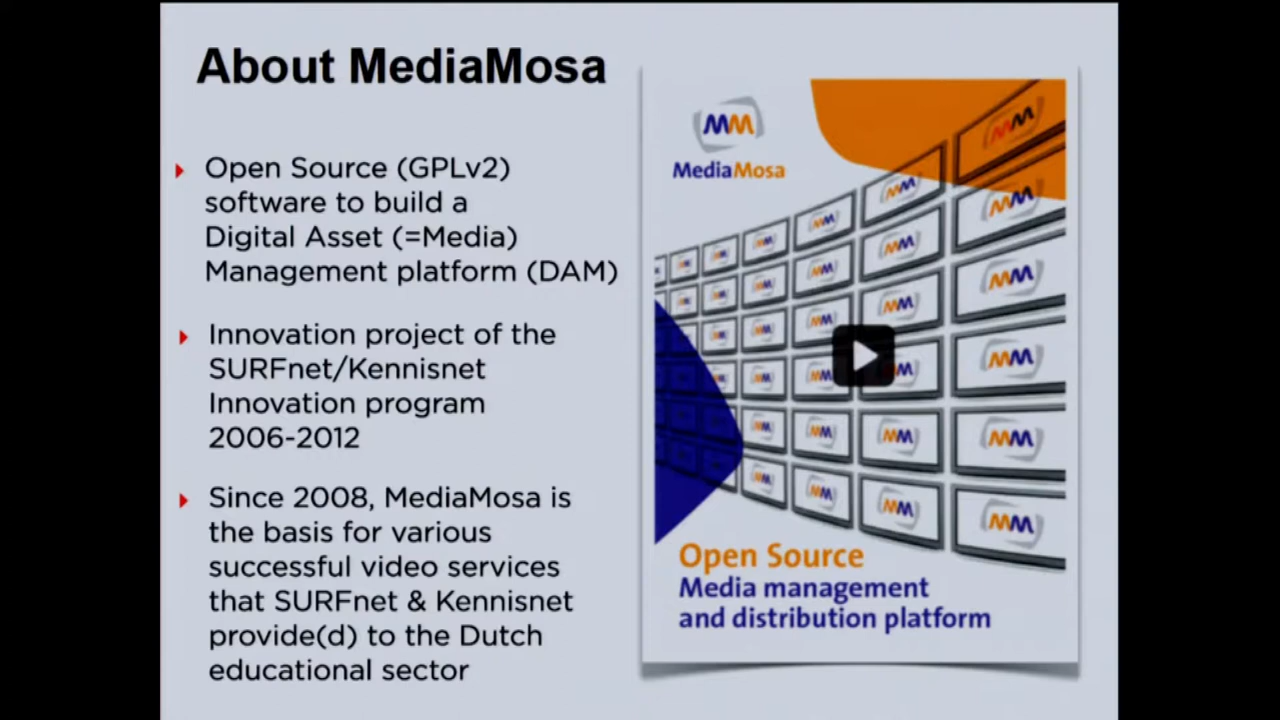 About MediaMosa
Open Source (GPLv2)
software to build a
Digital Asset (=Media)
Management platform (DAM)
Innovation project of the
SURFnet/Kennisnet
Innovation program
2006-2012
Since 2008, MediaMosa is
the basis for various
successful video services
that SURFnet & Kennisnet
provide(d) to the Dutch
educational sector
MM
MediaMosa
Open Source
Media management
and distribution platform